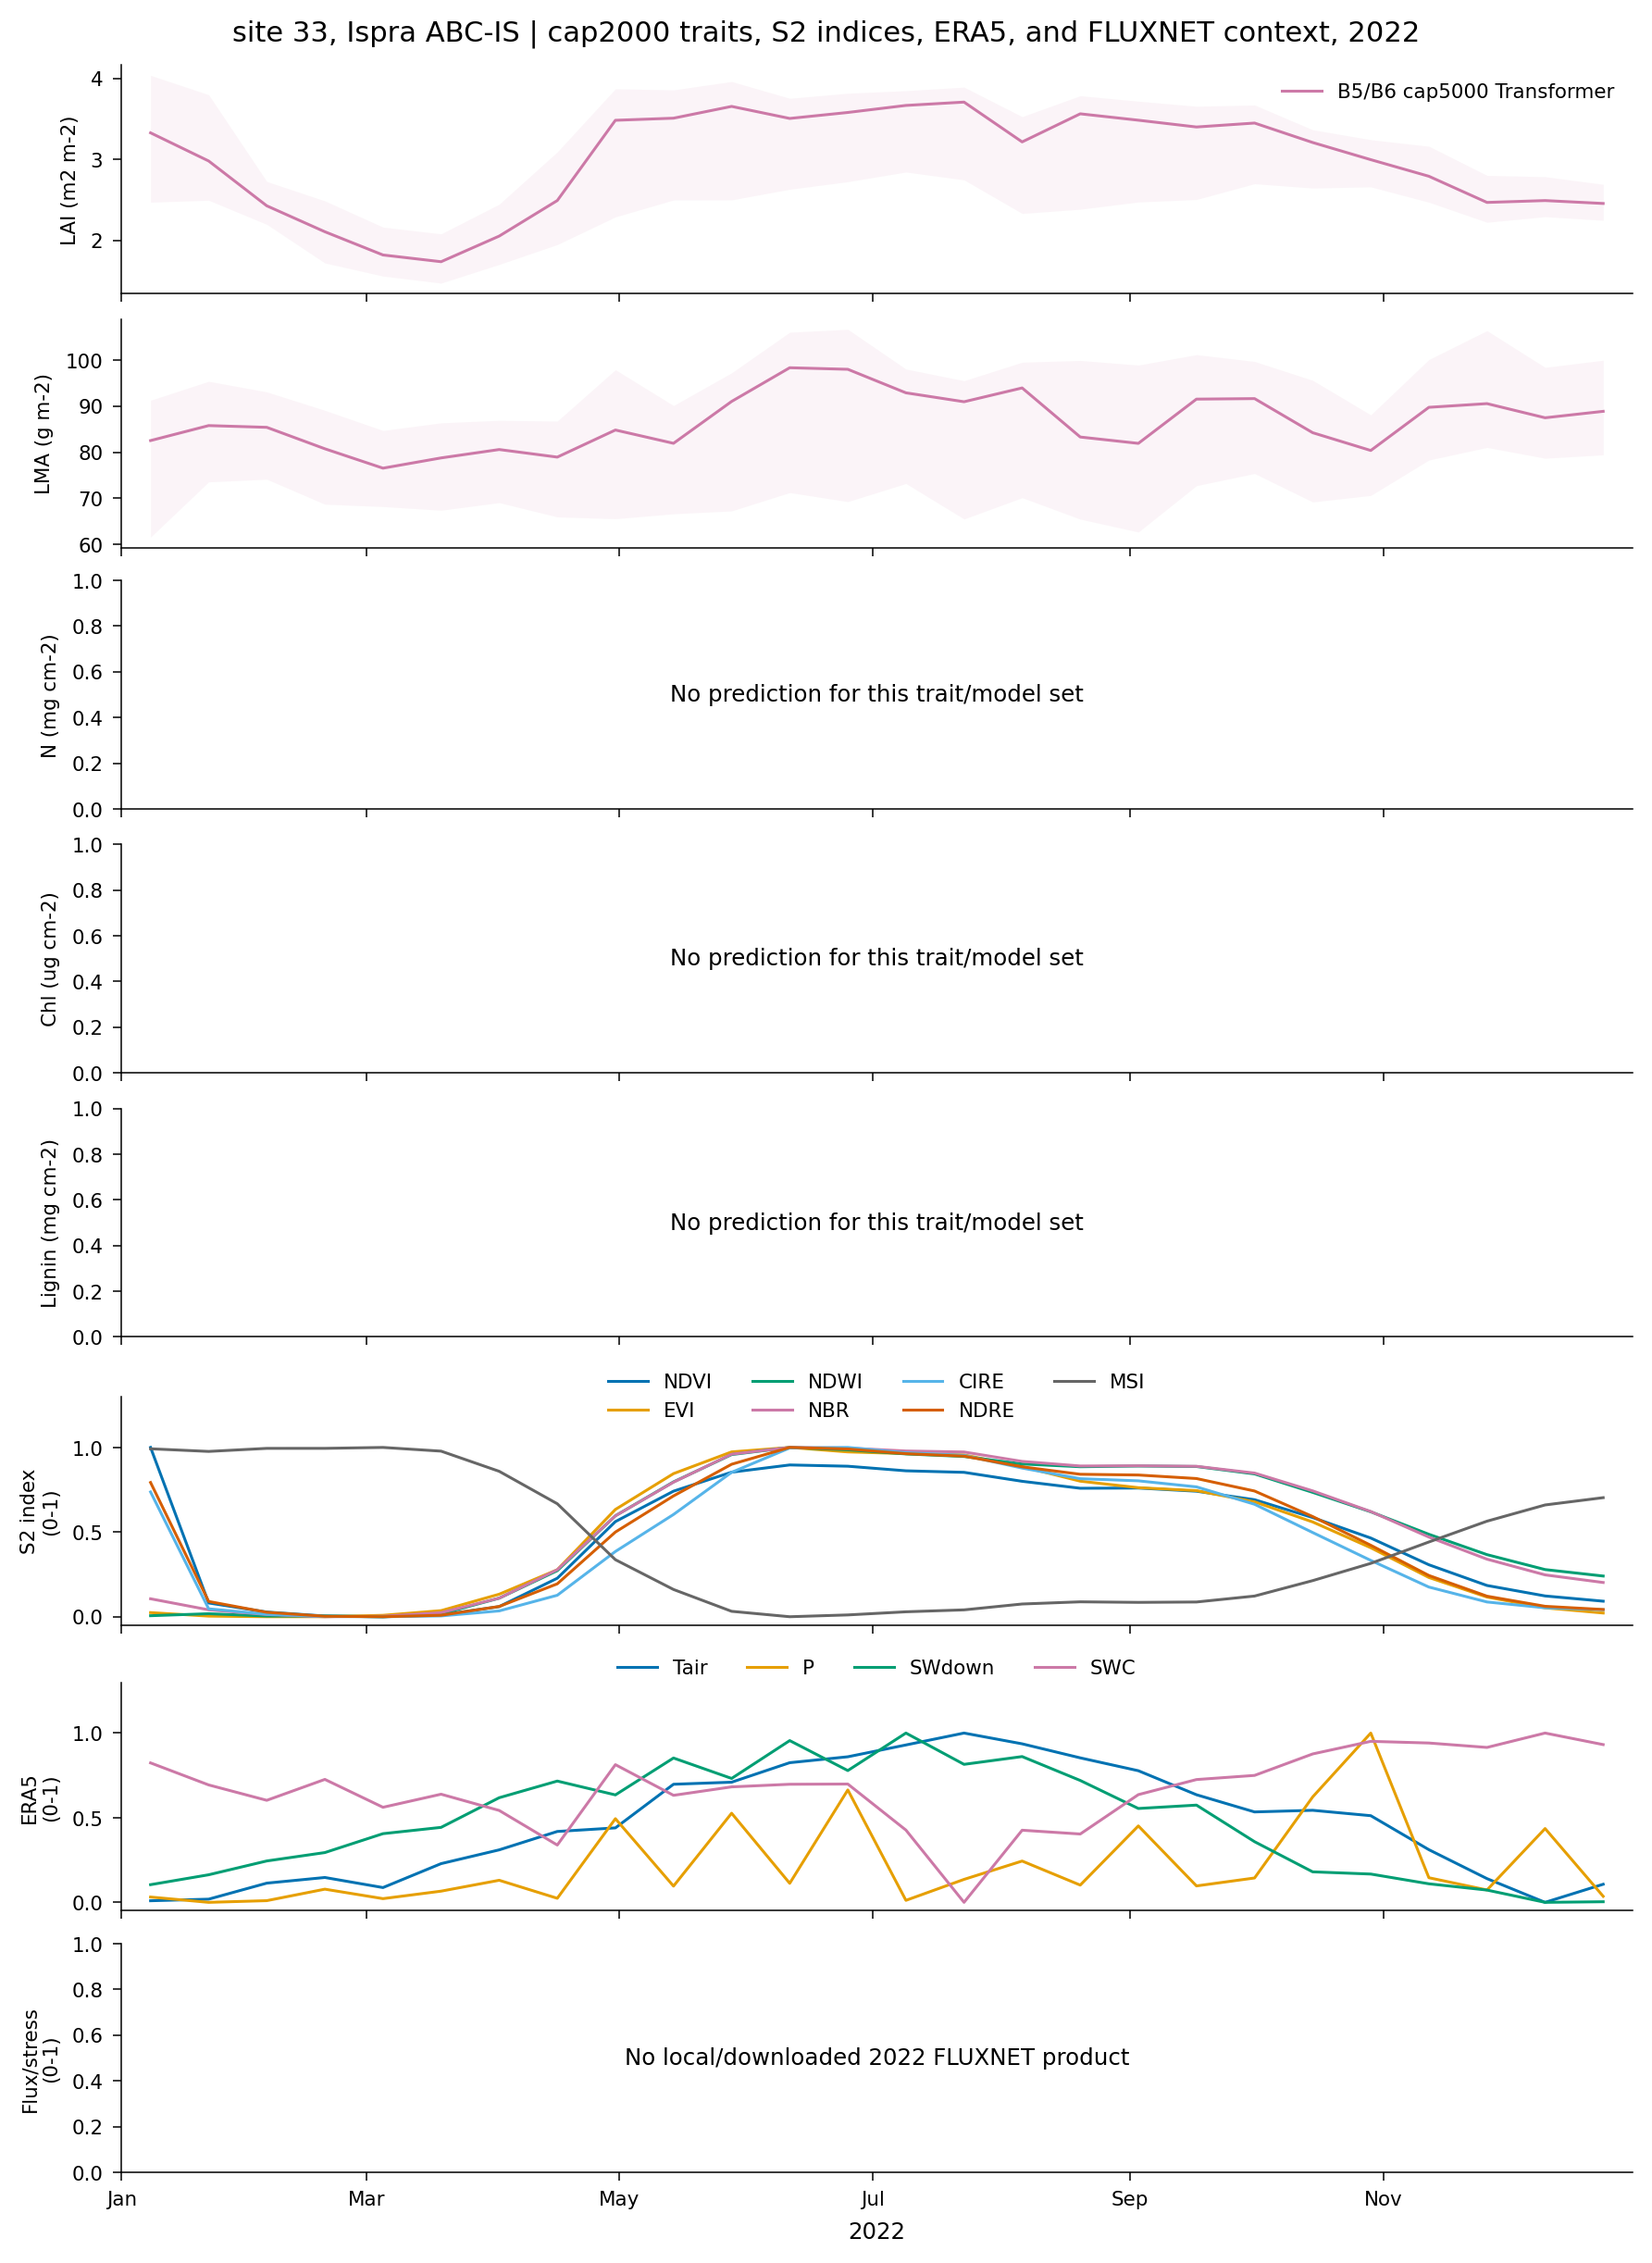 site 33, Ispra ABC-IS | cap2000 traits, S2 indices, ERA5, and FLUXNET context, 2022
B5/B6 cap5000 Transformer
LAI (m2 m-2)
4
3
2
LMA (g m-2)
100
90
80
70
60
N (mg cm-2)
1.0
0.8
0.6
0.4
0.2
0.0
No prediction for this trait/model set
Chl (ug cm-2)
1.0
0.8
0.6
0.4
0.2
0.0
No prediction for this trait/model set
Lignin (mg cm-2)
1.0
0.8
0.6
0.4
0.2
0.0
No prediction for this trait/model set
NDVI NDWI CIRE MSI
EVI NBR NDRE
S2 index
(0-1)
1.0
0.5
0.0
Tair P SWdown SWC
ERA5
(0-1)
1.0
0.5
0.0
Flux/stress
(0-1)
1.0
0.8
0.6
0.4
0.2
0.0
No local/downloaded 2022 FLUXNET product
Jan Mar May Jul Sep Nov
2022